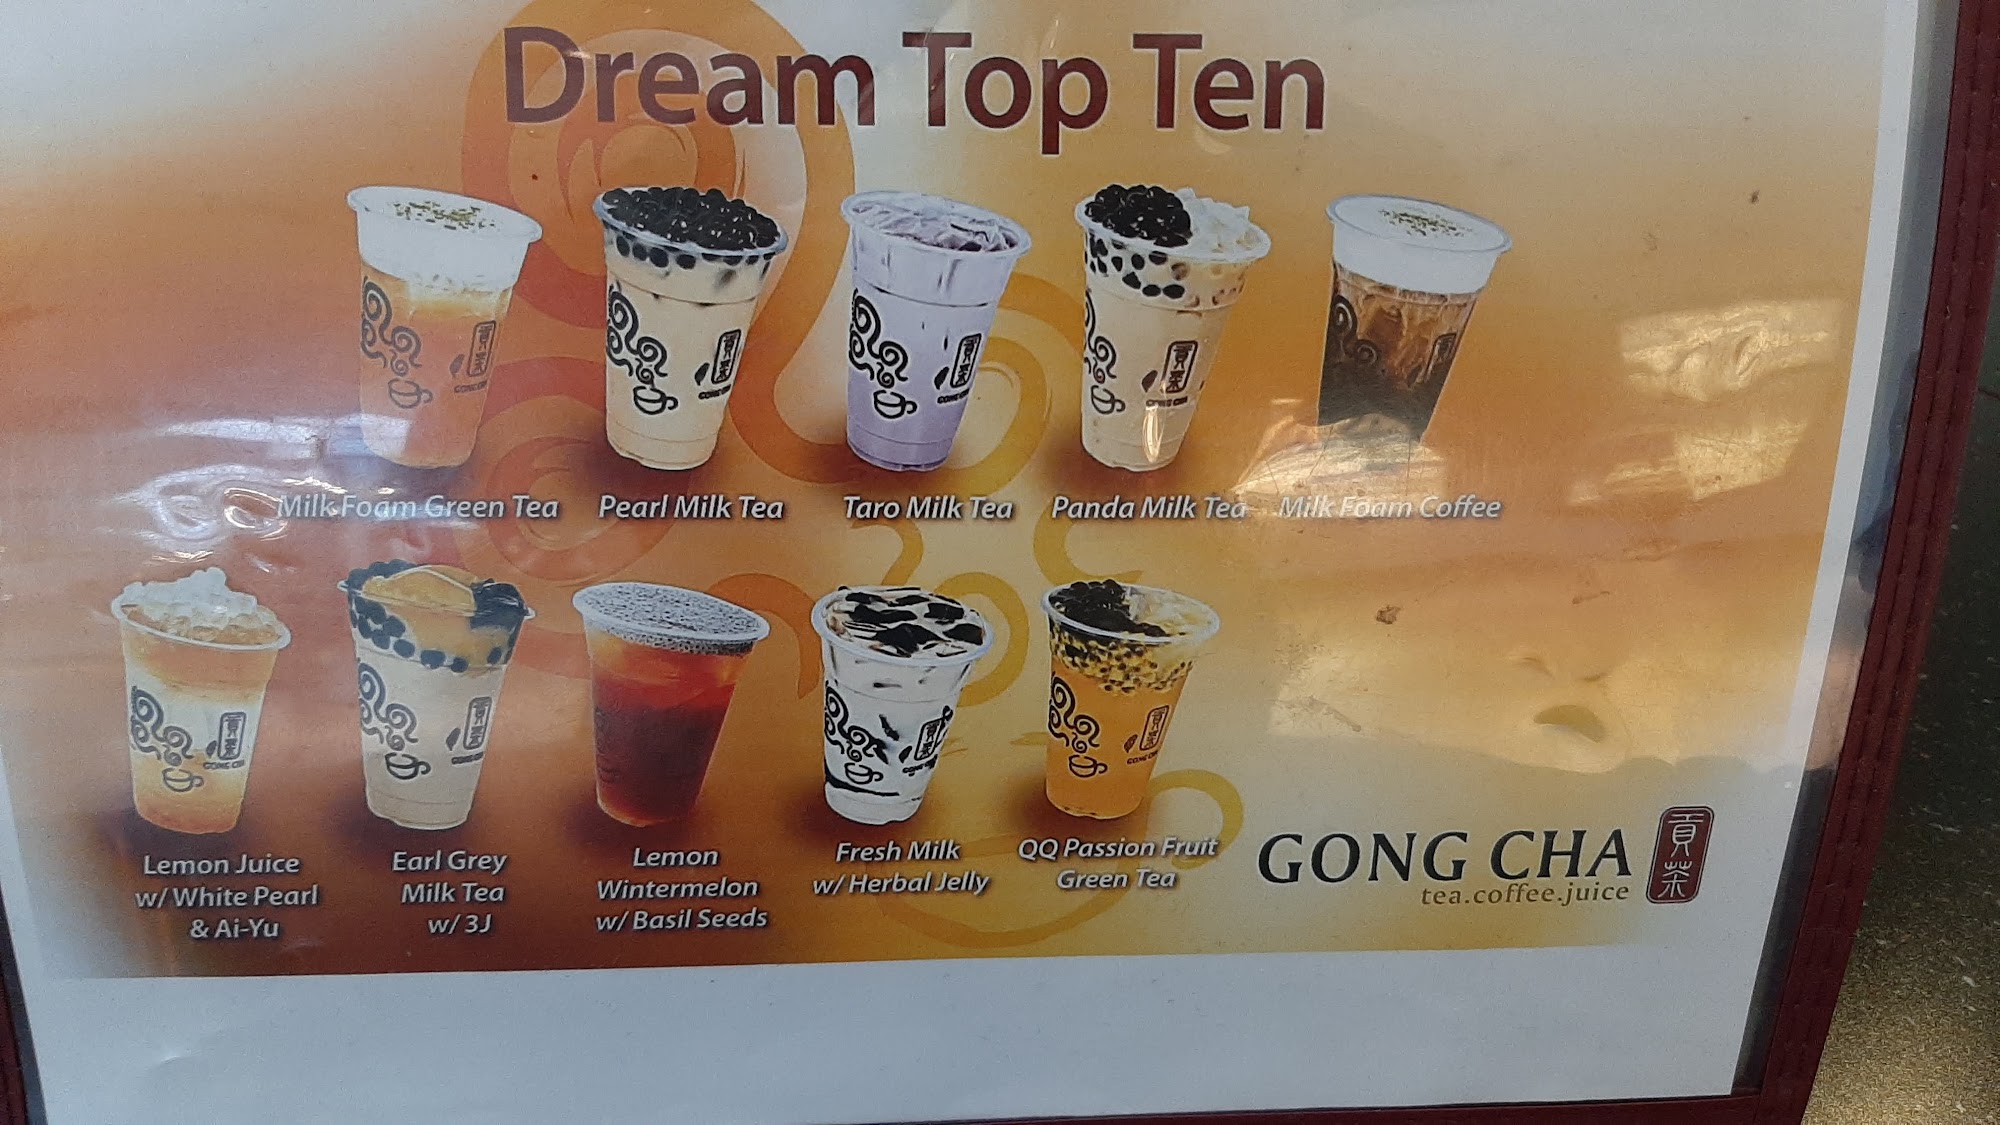 Dream Top Ten
Milk Foam Green Tea
Pearl Milk Tea
Taro Milk Tea
Panda Milk Tea
Milk Foam Coffee
Lemon Juice
w/ White Pearl
& Ai-Yu
Earl Grey
Milk Tea
w/ 3J
Lemon
Wintermelon
w/ Basil Seeds
Fresh Milk
w/ Herbal Jelly
QQ Passion Fruit
Green Tea
GONG CHA
tea.coffee.juice
貢茶